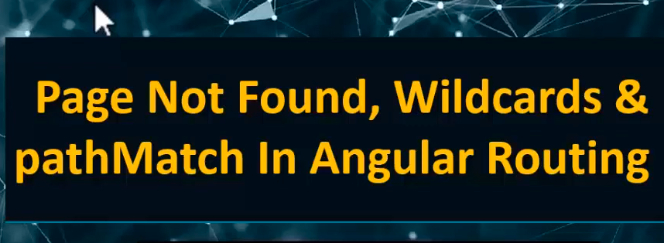 Page Not Found, Wildcards &
pathMatch In Angular Routing